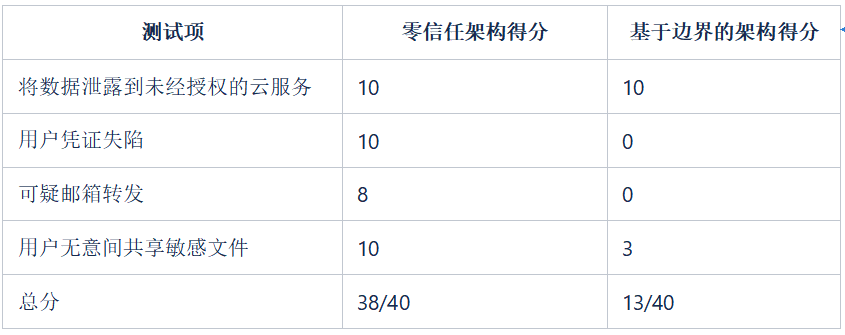 测试项 零信任架构得分 基于边界的架构得分
将数据泄露到未经授权的云服务 10 10
用户凭证失陷 10 0
可疑邮箱转发 8 0
用户无意间共享敏感文件 10 3
总分 38/40 13/40